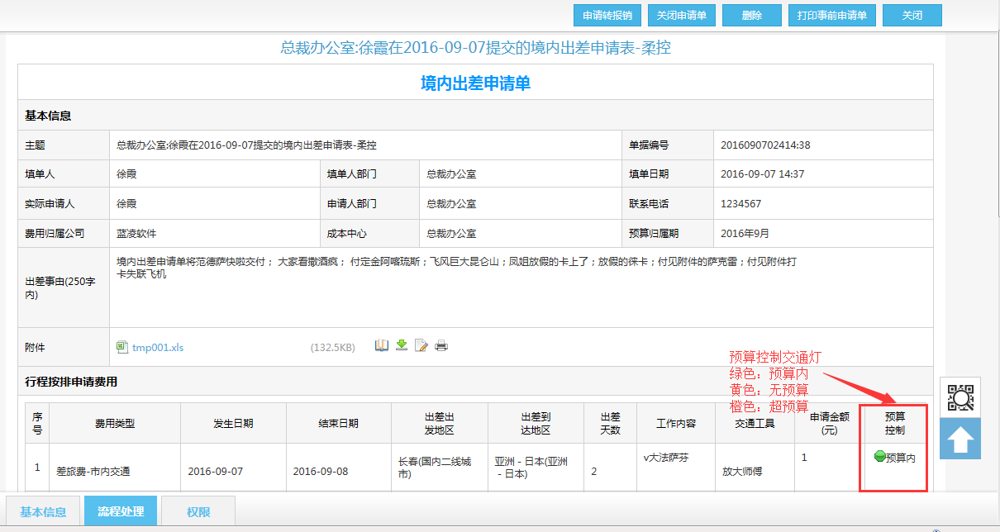 申请转报销 关闭申请单 删除 打印事前申请单 关闭
总裁办公室:徐霞在2016-09-07提交的境内出差申请表-柔控
境内出差申请单
基本信息
主题 总裁办公室:徐霞在2016-09-07提交的境内出差申请表-柔控 单据编号 2016090702414:38
填单人 徐霞 填单人部门 总裁办公室 填单日期 2016-09-07 14:37
实际申请人 徐霞 申请人部门 总裁办公室 联系电话 1234567
费用归属公司 蓝凌软件 成本中心 总裁办公室 预算归属期 2016年9月
出差事由(250字
内)
境内出差申请单将范德萨快啦交付； 大家看撒酒疯； 付定金阿喀琉斯；飞风巨大昆仑山；凤姐放假的卡上了；放假的徕卡；付见附件的萨克雷；付见附件打
卡失联飞机
附件 tmp001.xls (132.5KB)
预算控制交通灯
绿色：预算内
黄色：无预算
橙色：超预算
行程按排申请费用
序
号
费用类型
发生日期
结束日期
出差出
发地区
出差到
达地区
出差
天数
工作内容
交通工具
申请金额
(元)
预算
控制
1
差旅费-市内交通
2016-09-07
2016-09-08
长春(国内二线城
市)
亚洲 - 日本(亚洲
- 日本)
2
v大法萨芬
放大师傅
1
预算内
基本信息 流程处理 权限